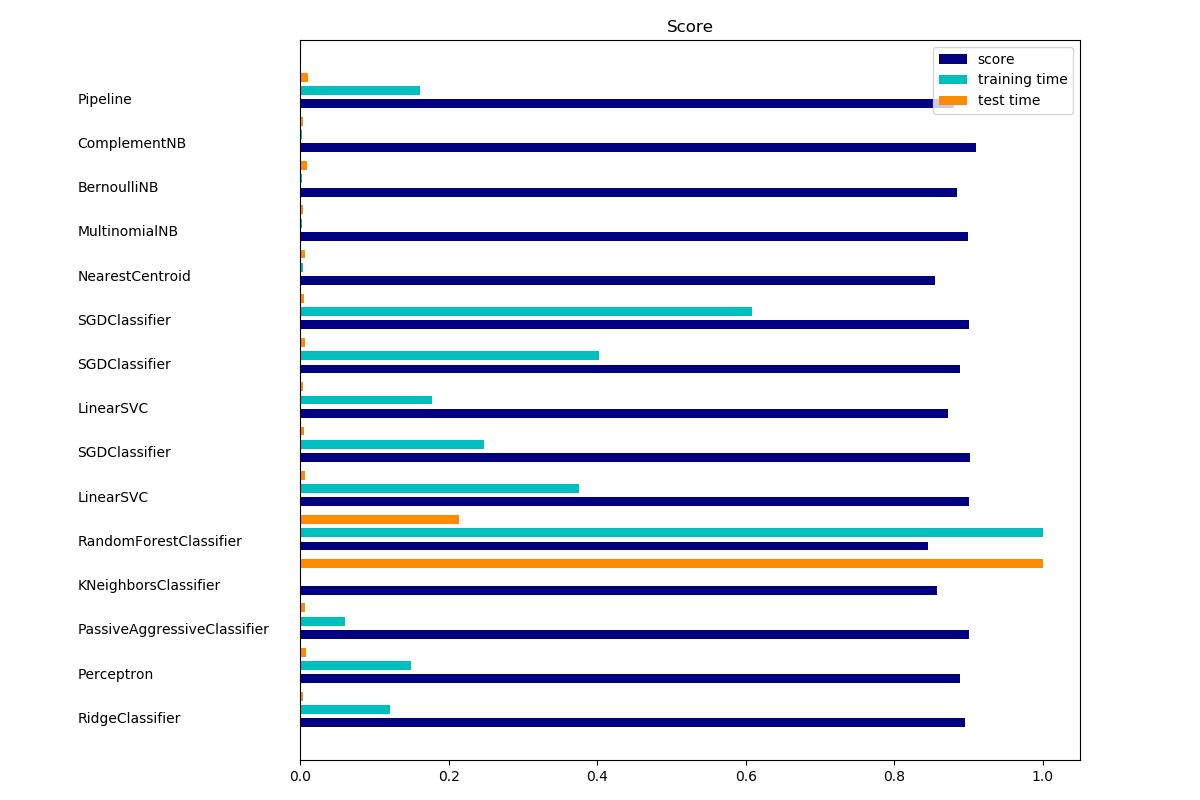 Score
score
training time
test time
Pipeline
ComplementNB
BernoulliNB
MultinomialNB
NearestCentroid
SGDClassifier
SGDClassifier
LinearSVC
SGDClassifier
LinearSVC
RandomForestClassifier
KNeighborsClassifier
PassiveAggressiveClassifier
Perceptron
RidgeClassifier
0.0 0.2 0.4 0.6 0.8 1.0